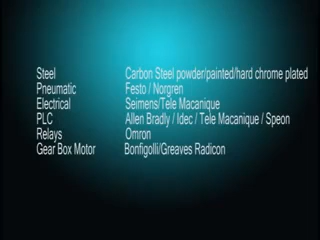 Steel Carbon Steel powder/painted/hard chrome plated
Pneumatic Festo / Norgren
Electrical Seimens/Tele Macanique
PLC Allen Bradly / Idec / Tele Macanique / Speon
Relays Omron
Gear Box Motor Bonfigolli/Greaves Radicon